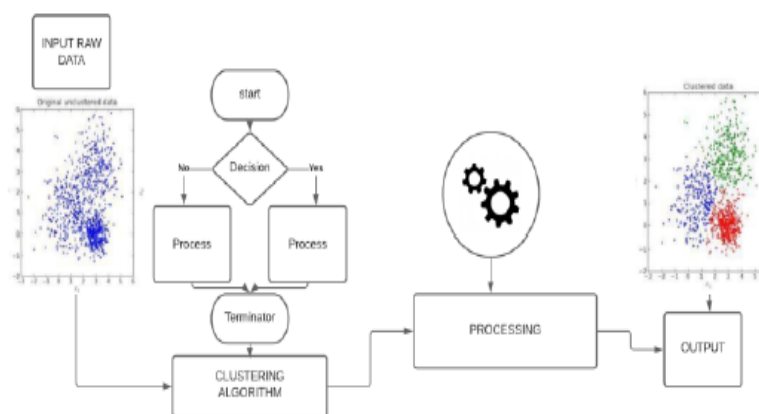 INPUT RAW
DATA
Original unclustered data
start
Decision
No
Yes
Process
Process
Terminator
CLUSTERING
ALGORITHM
PROCESSING
Clustered data
OUTPUT